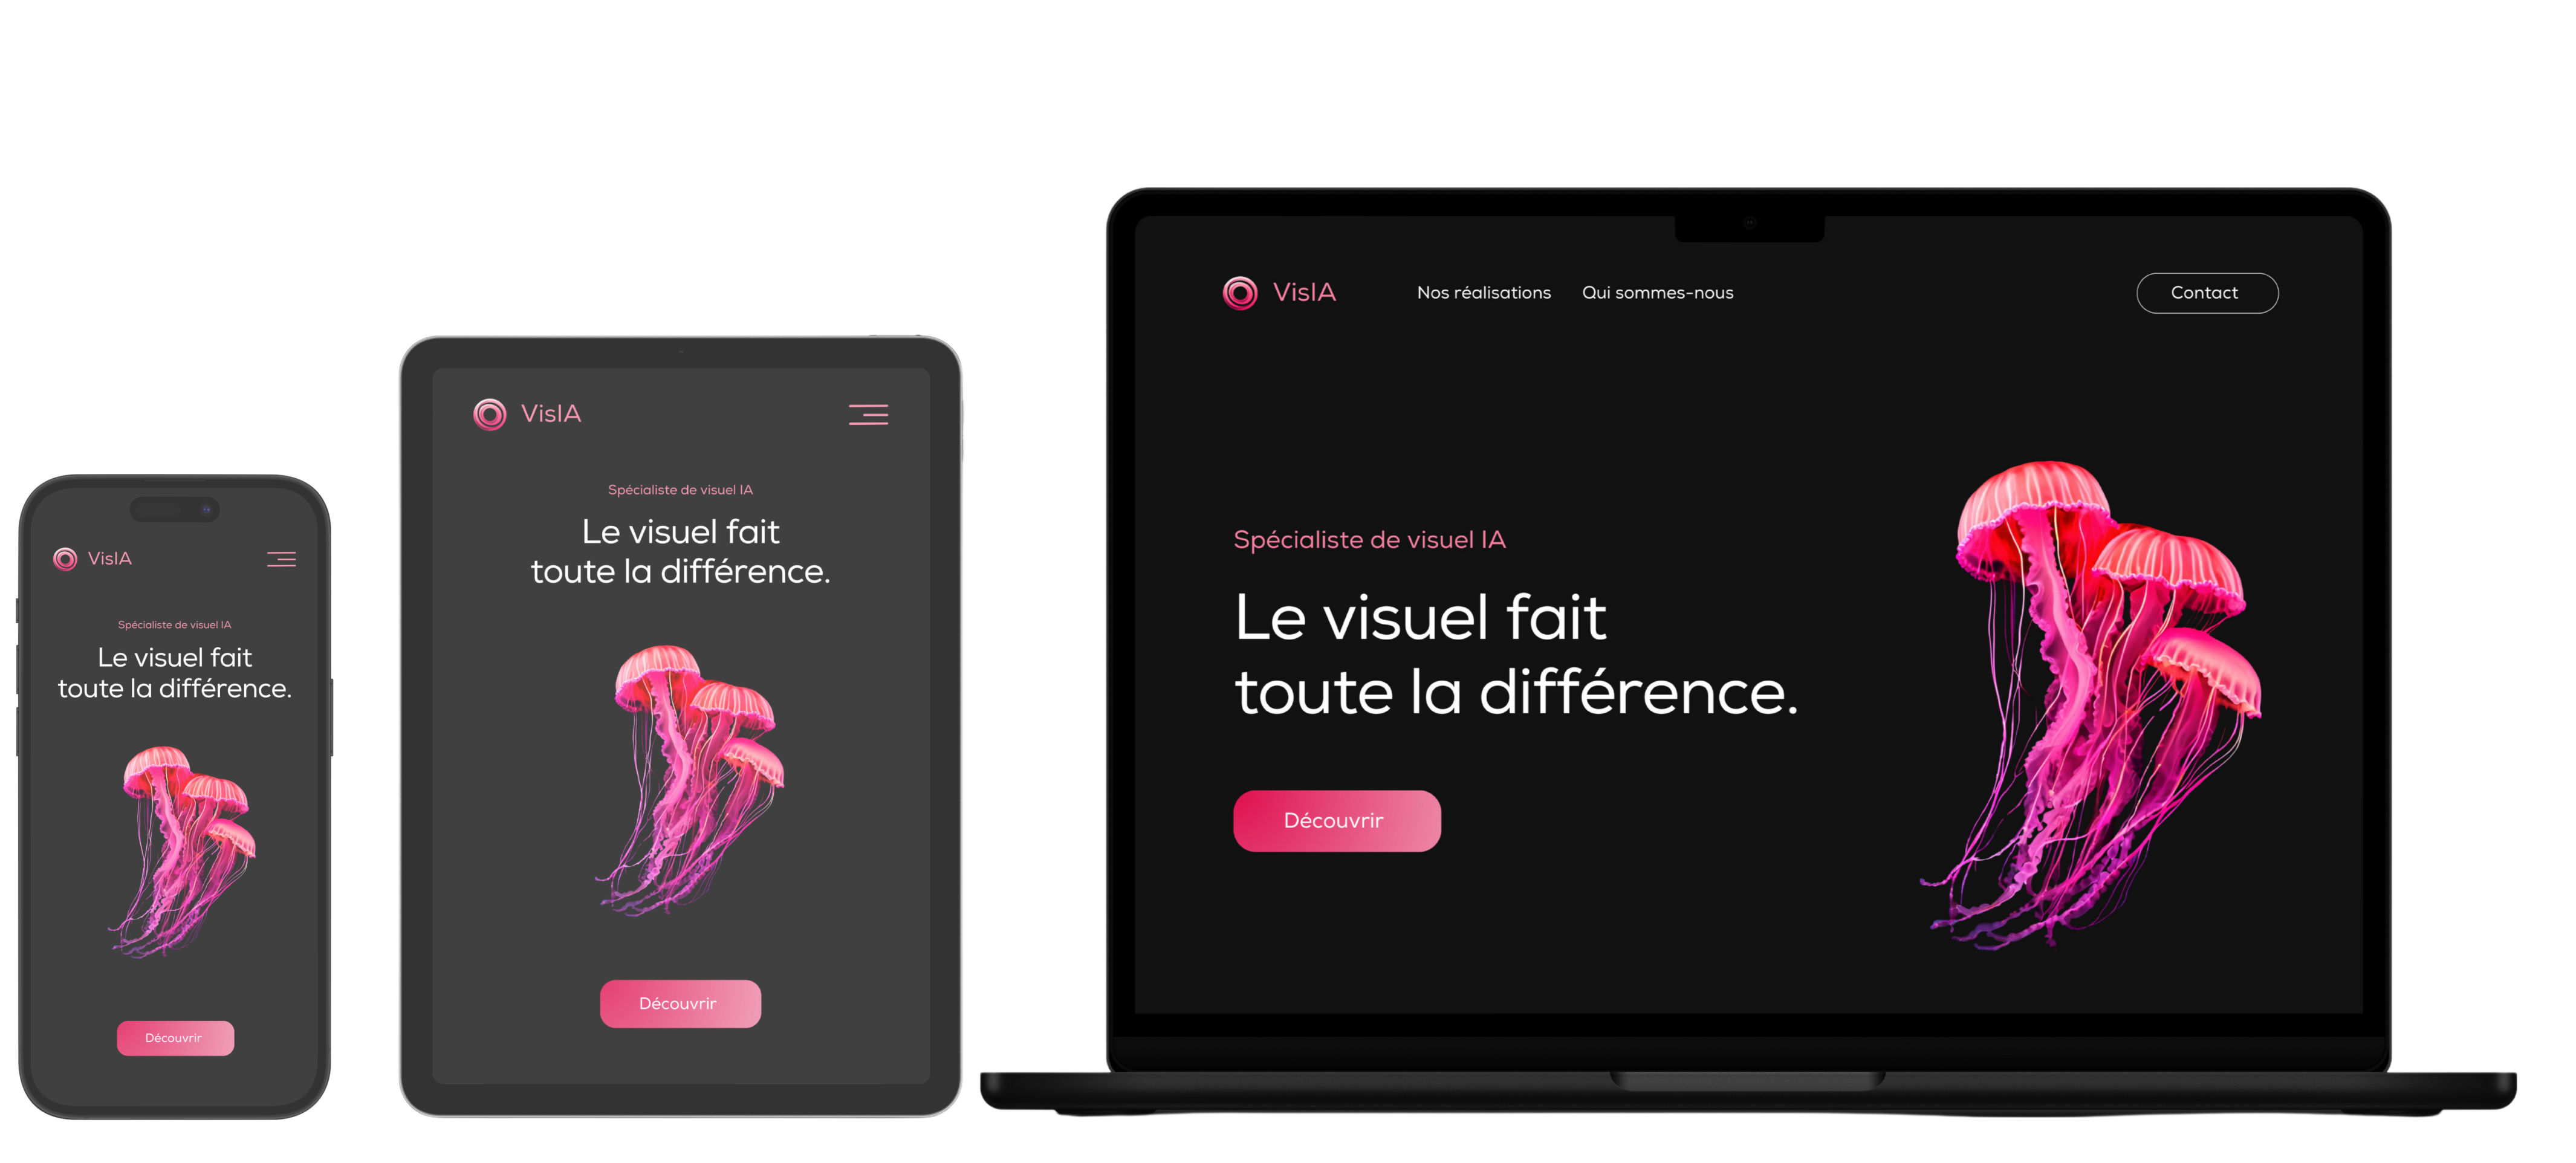 VisIA
Spécialiste de visuel IA
Le visuel fait
toute la différence.
Découvrir
VisIA
Spécialiste de visuel IA
Le visuel fait
toute la différence.
Découvrir
VisIA Nos réalisations Qui sommes-nous Contact
Spécialiste de visuel IA
Le visuel fait
toute la différence.
Découvrir